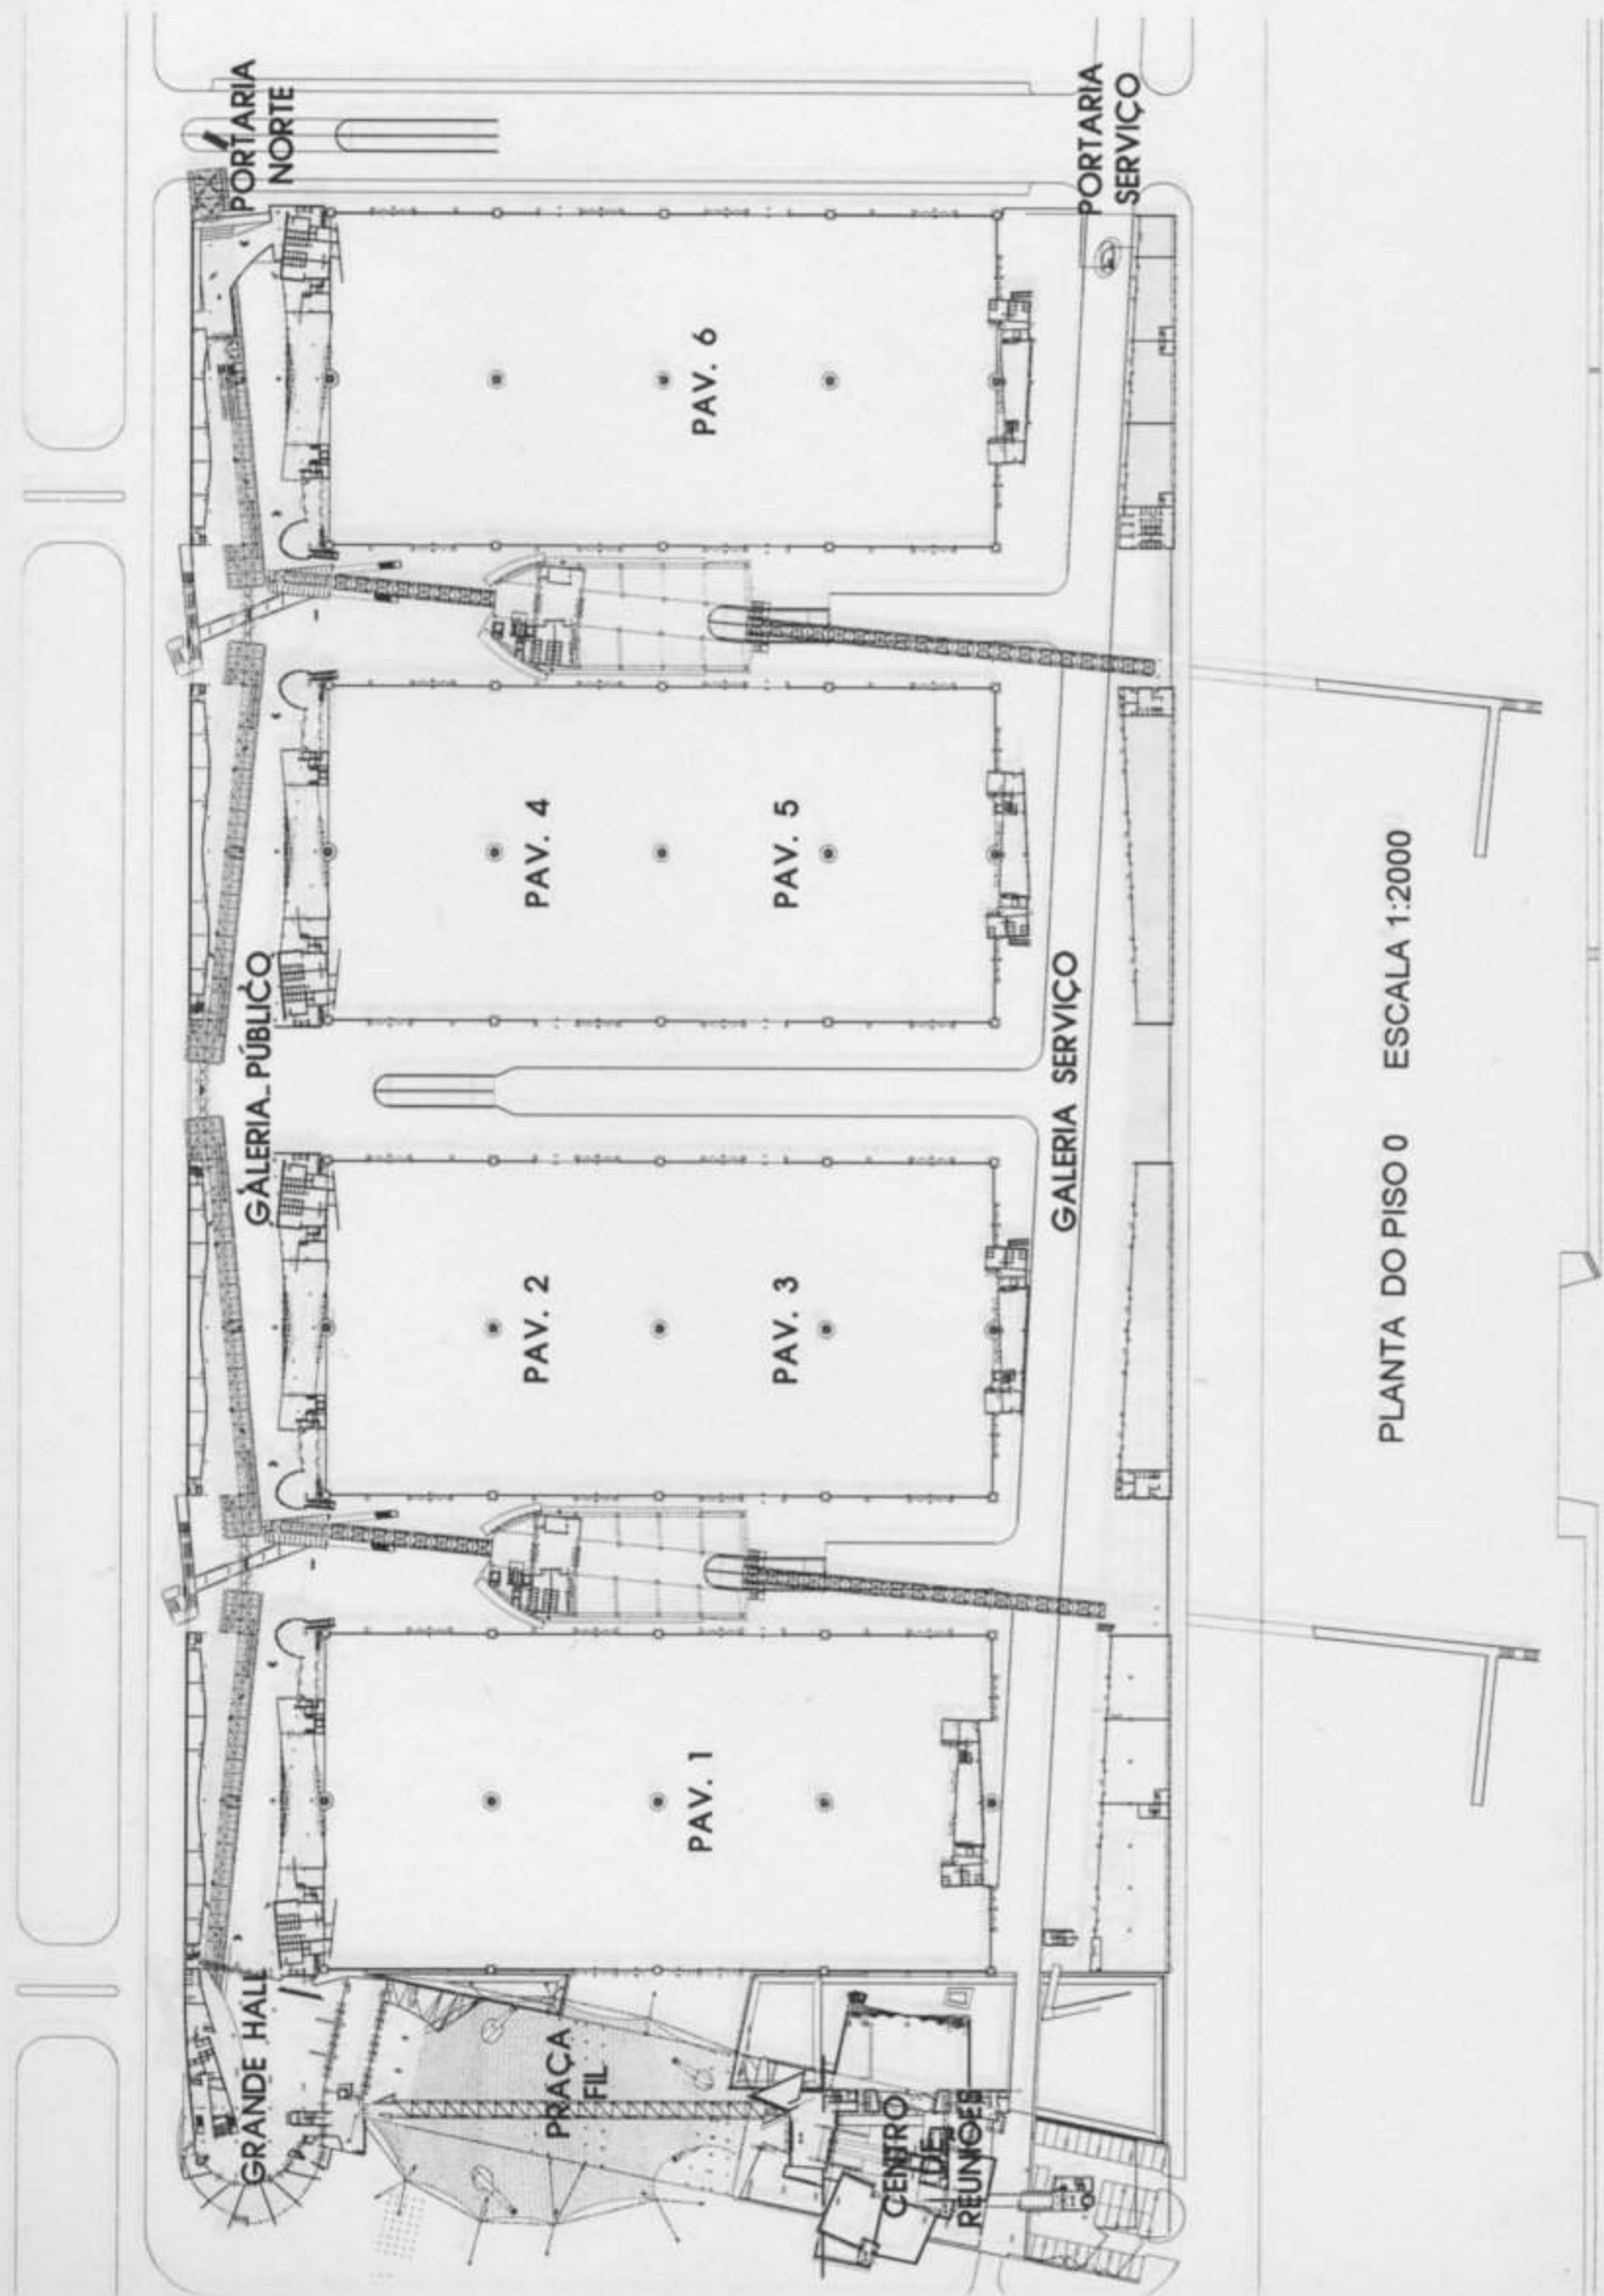 PORTARIA
NORTE
PORTARIA
SERVIÇO
PAV. 6
PAV. 4
PAV. 5
GALERIA PÚBLICO
GALERIA SERVIÇO
PAV. 2
PAV. 3
PAV. 1
GRANDE HALL
PRAÇA
FIL
CENTRO
DE
REUNIÕES
PLANTA DO PISO 0 ESCALA 1:2000